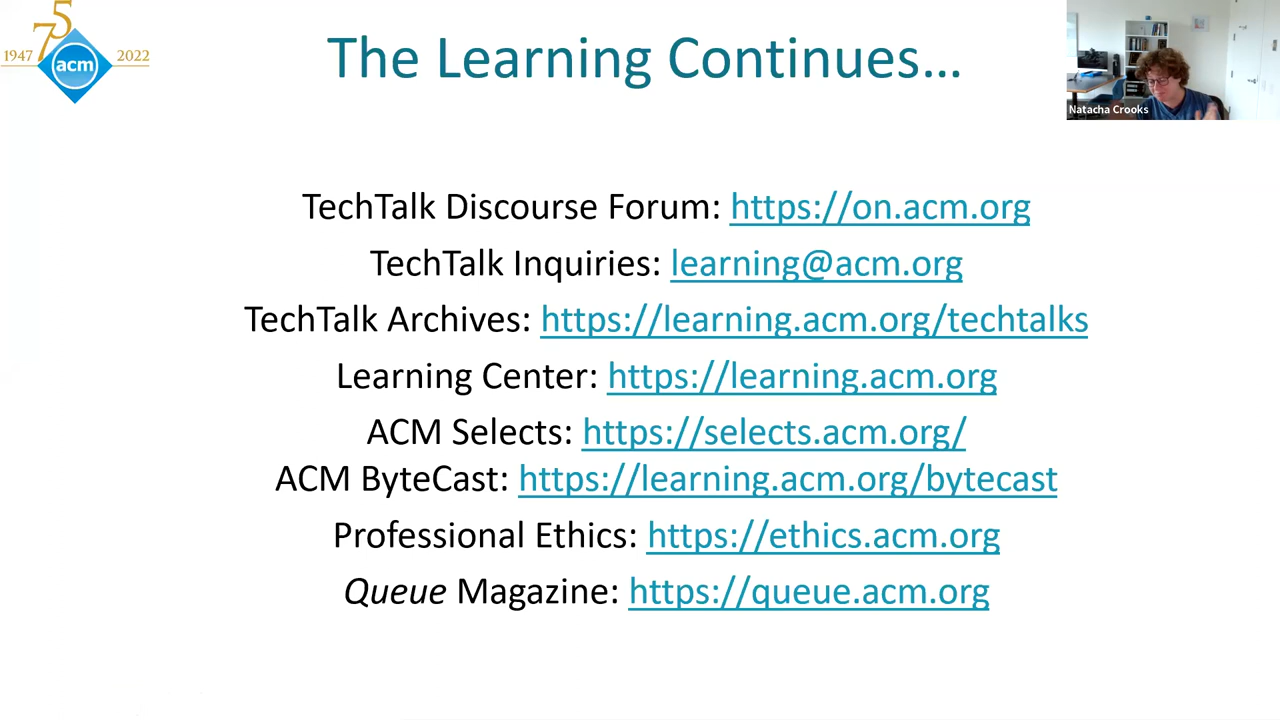 75
1947
2022
acm
The Learning Continues...
Natacha Crooks
TechTalk Discourse Forum: https://on.acm.org
TechTalk Inquiries: learning@acm.org
TechTalk Archives: https://learning.acm.org/techtalks
Learning Center: https://learning.acm.org
ACM Selects: https://selects.acm.org/
ACM ByteCast: https://learning.acm.org/bytecast
Professional Ethics: https://ethics.acm.org
Queue Magazine: https://queue.acm.org